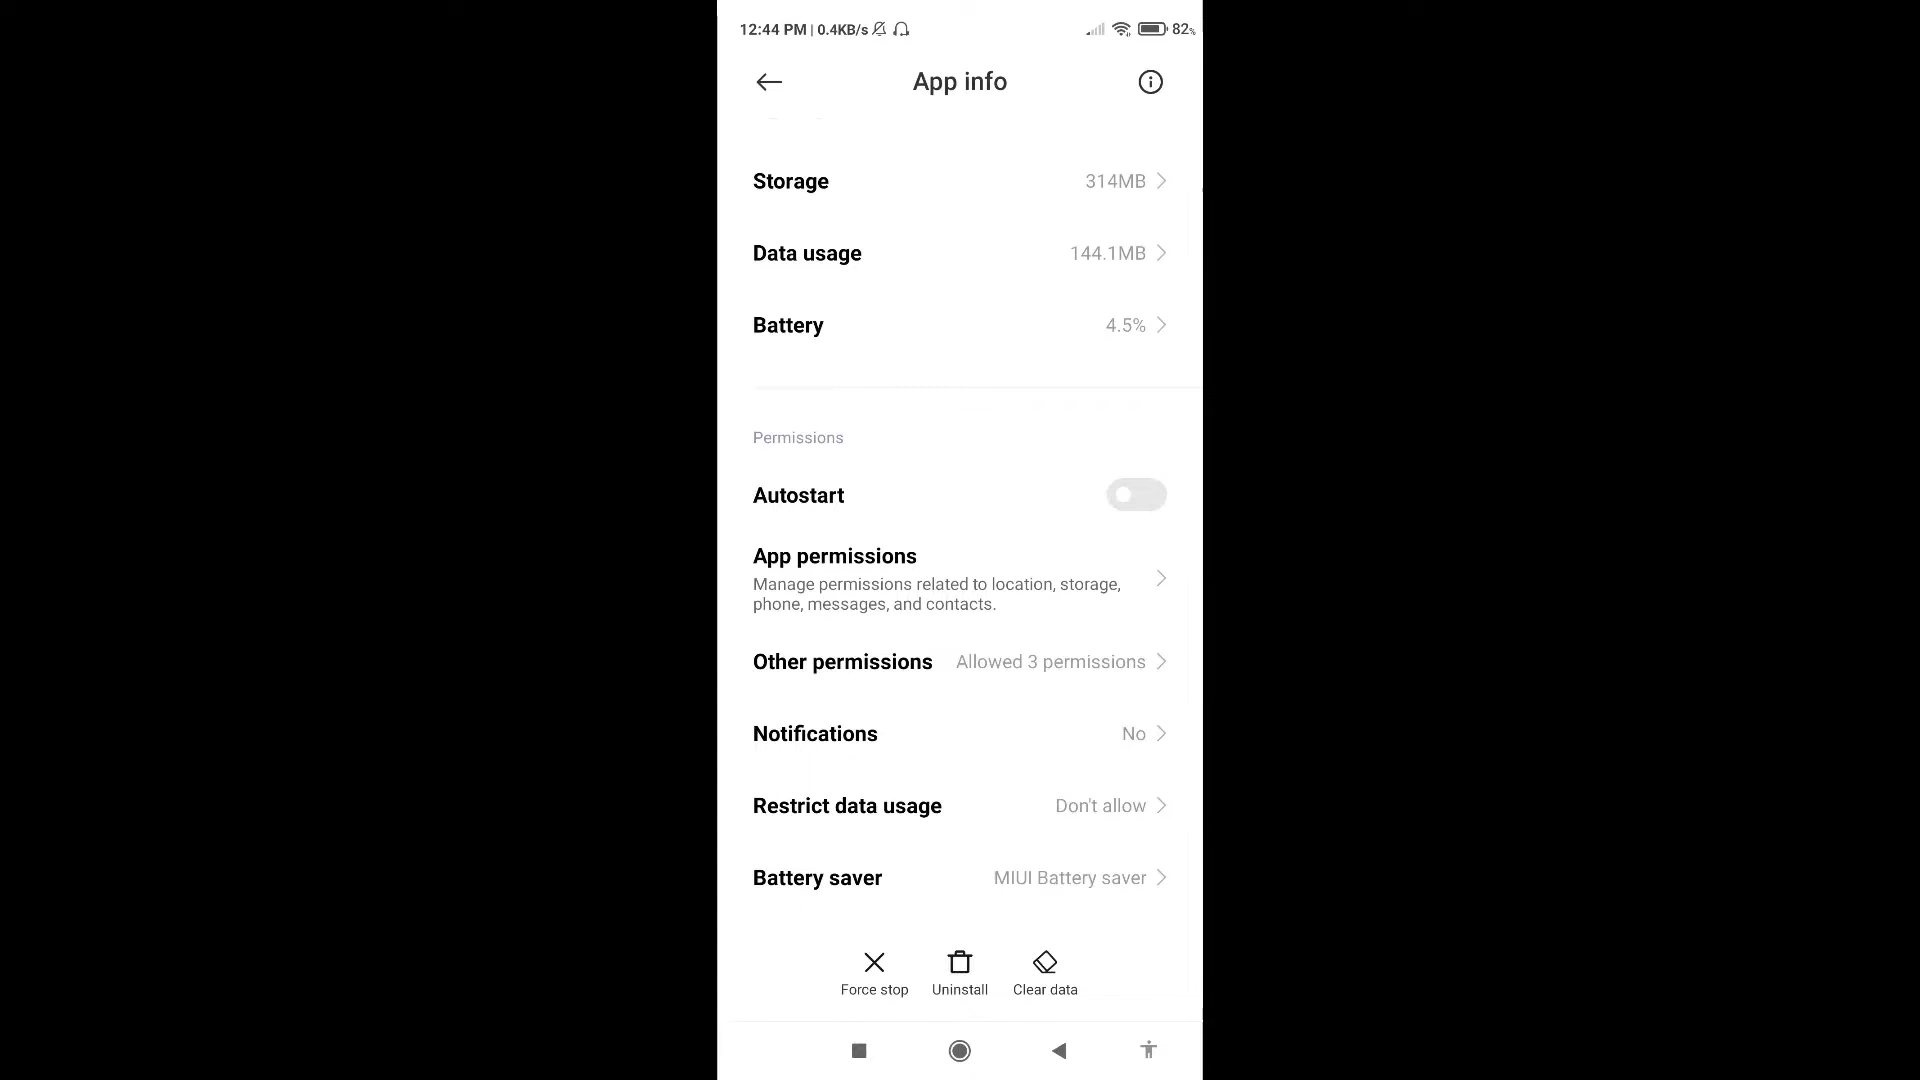 12:44 PM | 0.4KB/s 82%
App info
Storage 314MB
Data usage 144.1MB
Battery 4.5%
Permissions
Autostart
App permissions
Manage permissions related to location, storage,
phone, messages, and contacts.
Other permissions Allowed 3 permissions
Notifications No
Restrict data usage Don't allow
Battery saver MIUI Battery saver
Force stop Uninstall Clear data